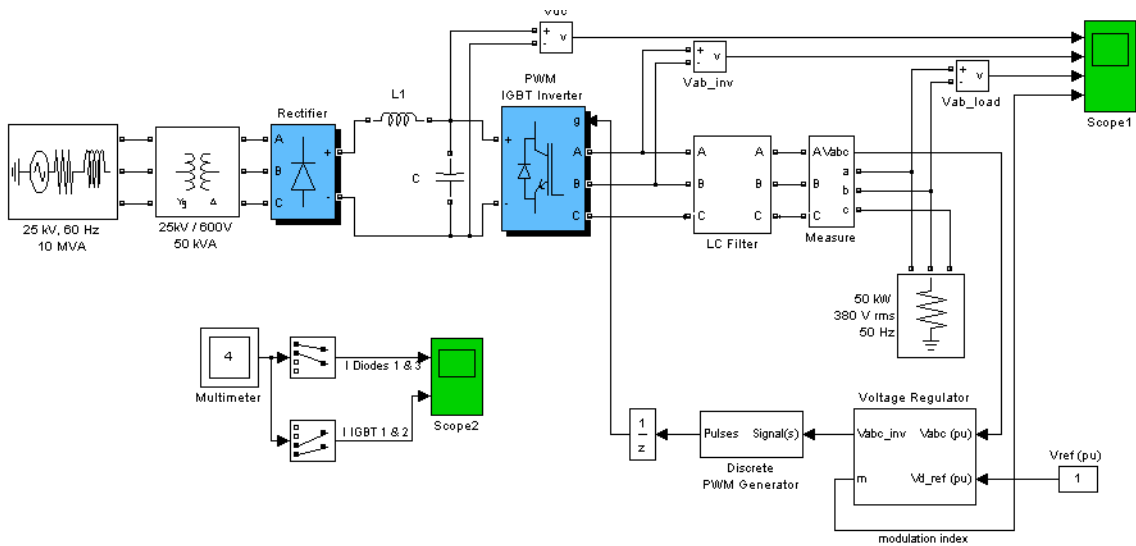 Vdc
+
-
v
+
-
v
Vab_inv
+
-
v
Vab_load
Scope1
PWM
IGBT Inverter
L1
Rectifier
g
A
B
C
+
-
C
+
-
A
B
C
A
B
C
A
B
C
LC Filter
A
B
C
Vabc
a
b
c
Measure
Yg
Δ
25 kV, 60 Hz
10 MVA
25kV / 600V
50 kVA
50 kW
380 V rms
50 Hz
4
Multimeter
I Diodes 1 & 3
I IGBT 1 & 2
Scope2
1
z
Pulses
Signal(s)
Discrete
PWM Generator
Voltage Regulator
Vabc_inv
Vabc (pu)
m
Vd_ref (pu)
Vref (pu)
1
modulation index